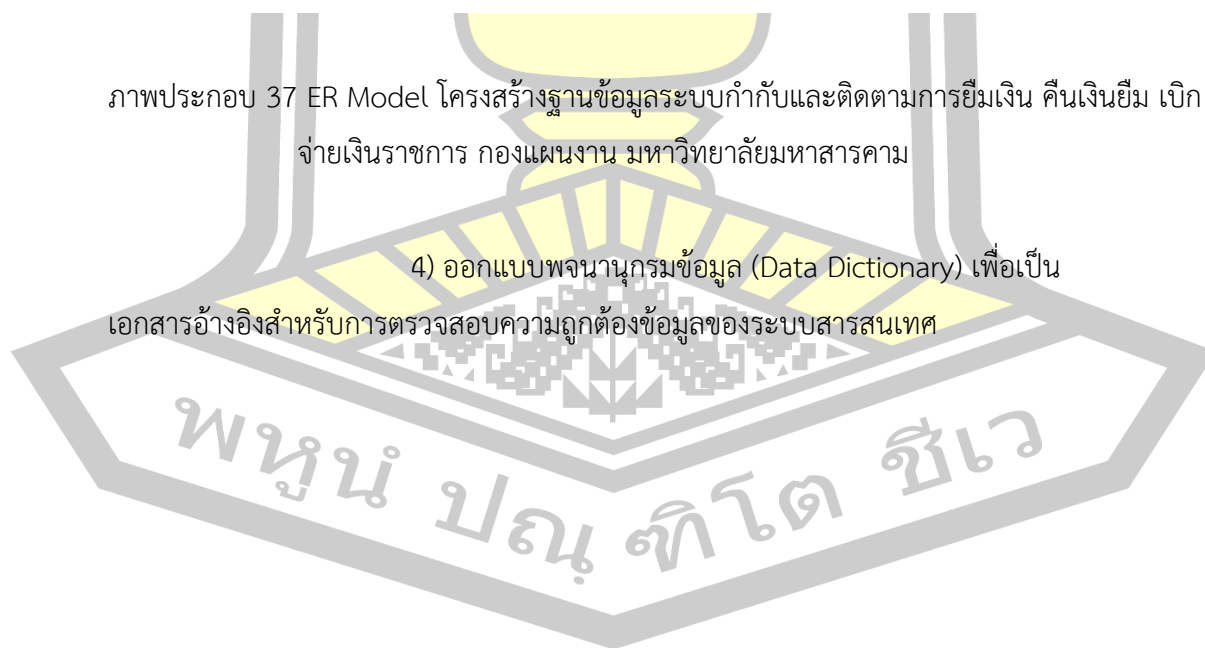 ภาพประกอบ 37 ER Model โครงสร้างฐานข้อมูลระบบกำกับและติดตามการยืมเงิน คืนเงินยืม เบิก
จ่ายเงินราชการ กองแผนงาน มหาวิทยาลัยมหาสารคาม
4) ออกแบบพจนานุกรมข้อมูล (Data Dictionary) เพื่อเป็น
เอกสารอ้างอิงสำหรับการตรวจสอบความถูกต้องข้อมูลของระบบสารสนเทศ
พหูนํ ปณฺฑิโต ชีเว